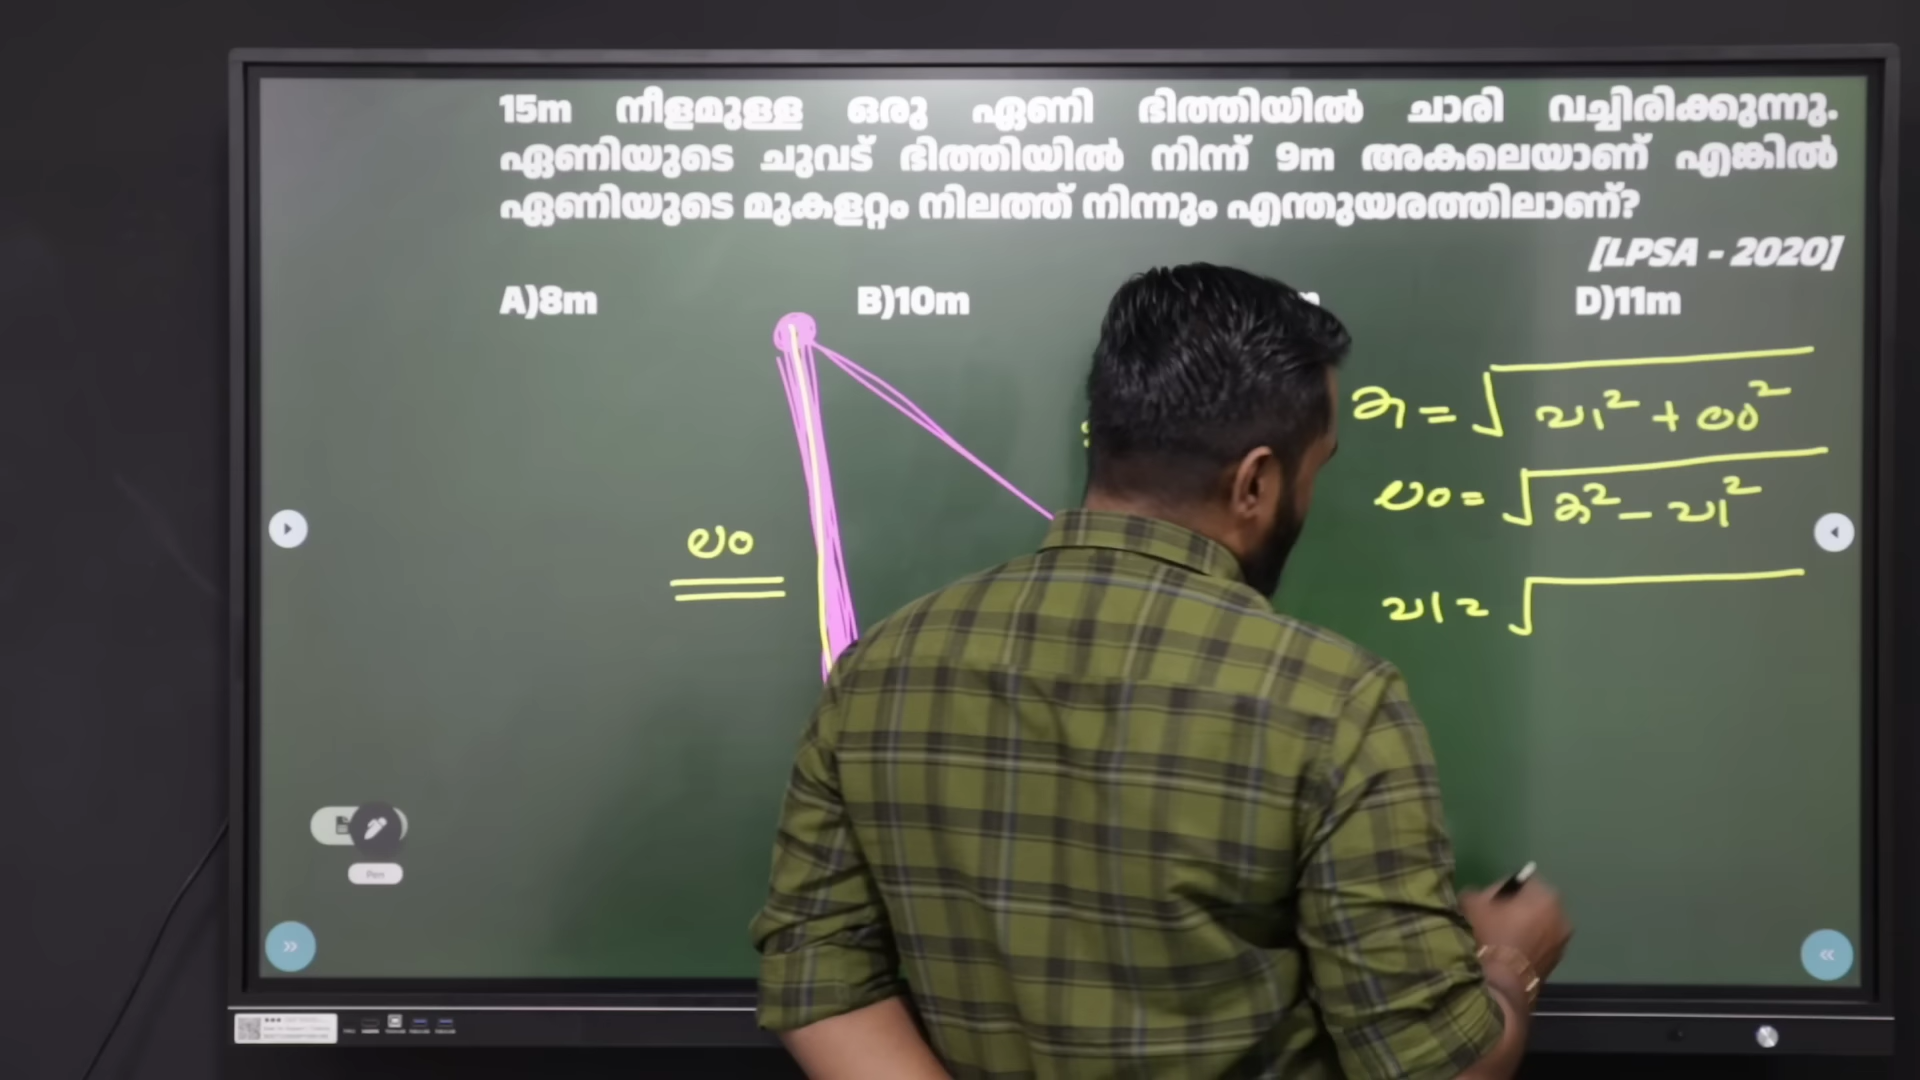 15m നീളമുള്ള ഒരു ഏണി ഭിത്തിയിൽ ചാരി വച്ചിരിക്കുന്നു.
ഏണിയുടെ ചുവട് ഭിത്തിയിൽ നിന്ന് 9m അകലെയാണ് എങ്കിൽ
ഏണിയുടെ മുകളറ്റം നിലത്ത് നിന്നും എന്തുയരത്തിലാണ്?
[LPSA - 2020]
A)8m B)10m m D)11m
ക = √പാ² + ലം²
ലം = √ക² - പാ²
ലം
പാ = √
Pen